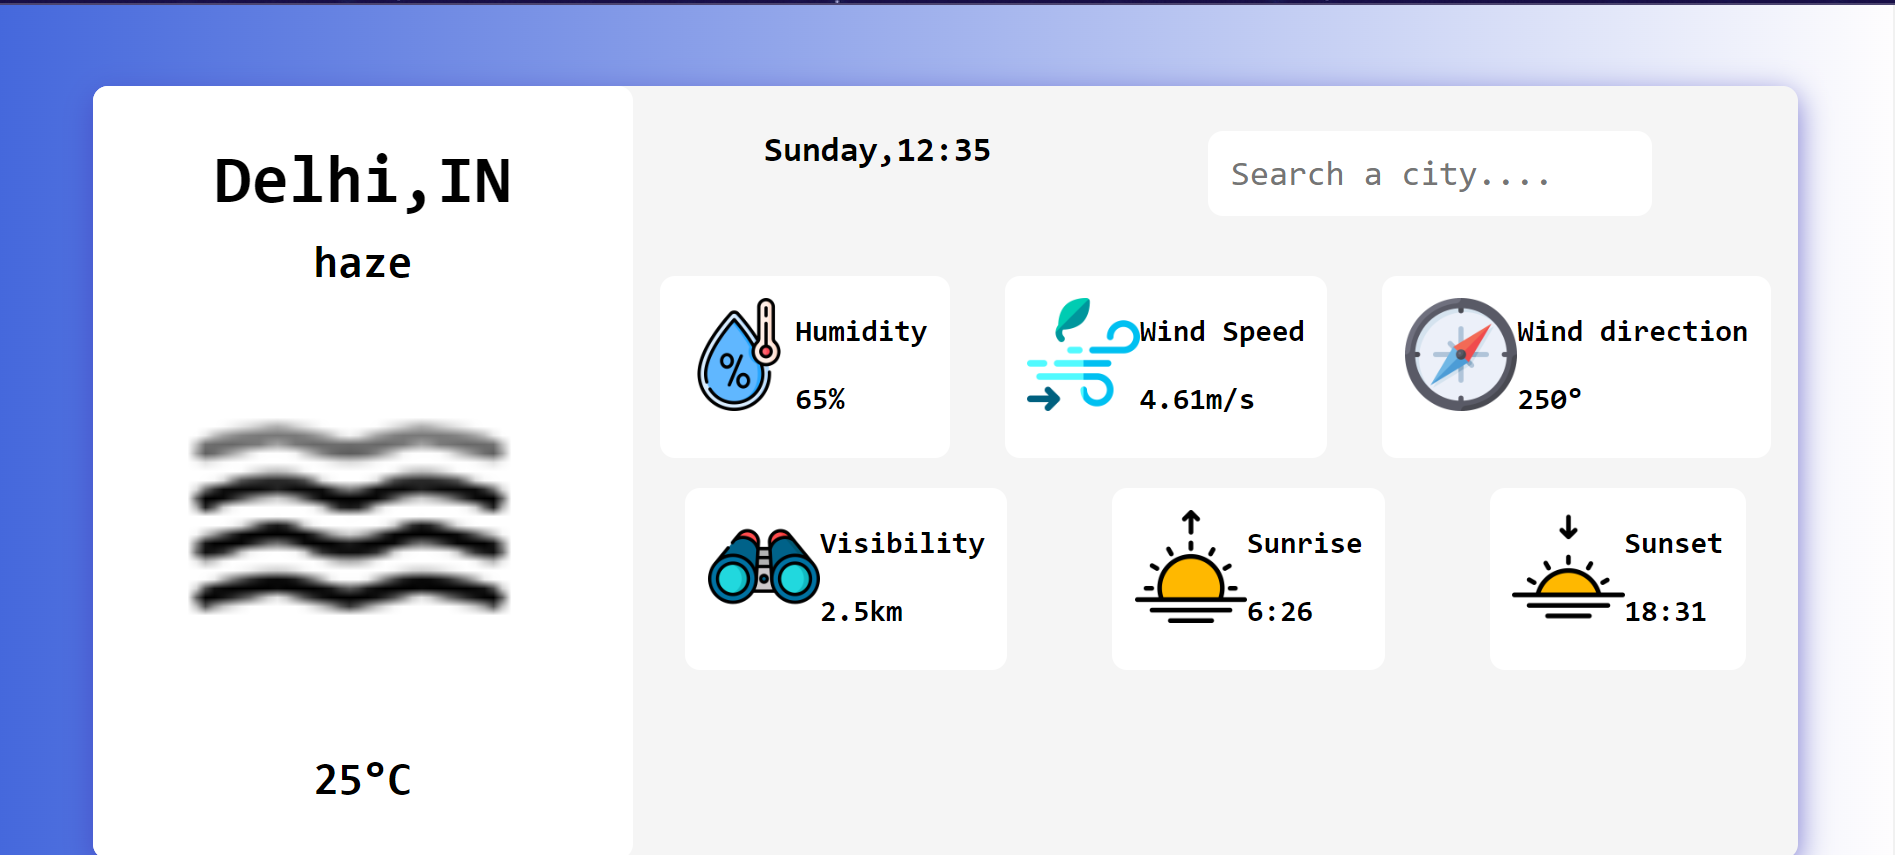 Delhi,IN
haze
25°C
Sunday,12:35
Search a city....
Humidity
65%
Wind Speed
4.61m/s
Wind direction
250°
Visibility
2.5km
Sunrise
6:26
Sunset
18:31